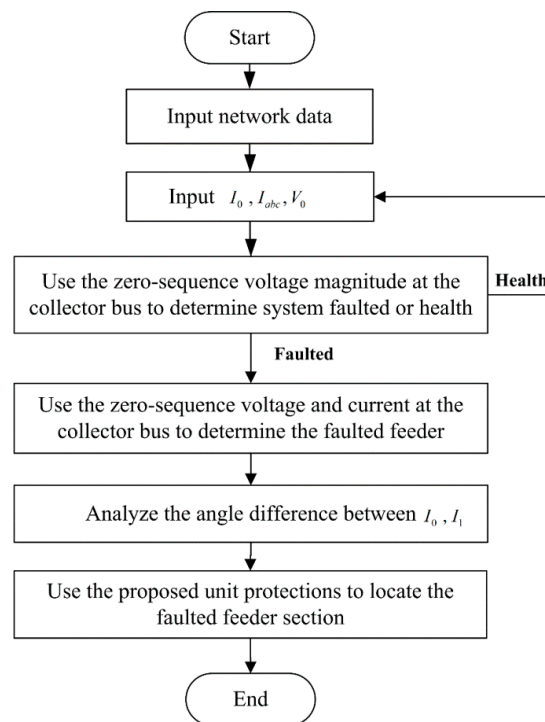 Start
Input network data
Input I₀ , Iabc , V₀
Use the zero-sequence voltage magnitude at the
collector bus to determine system faulted or health
Health
Faulted
Use the zero-sequence voltage and current at the
collector bus to determine the faulted feeder
Analyze the angle difference between I₀ , I₁
Use the proposed unit protections to locate the
faulted feeder section
End